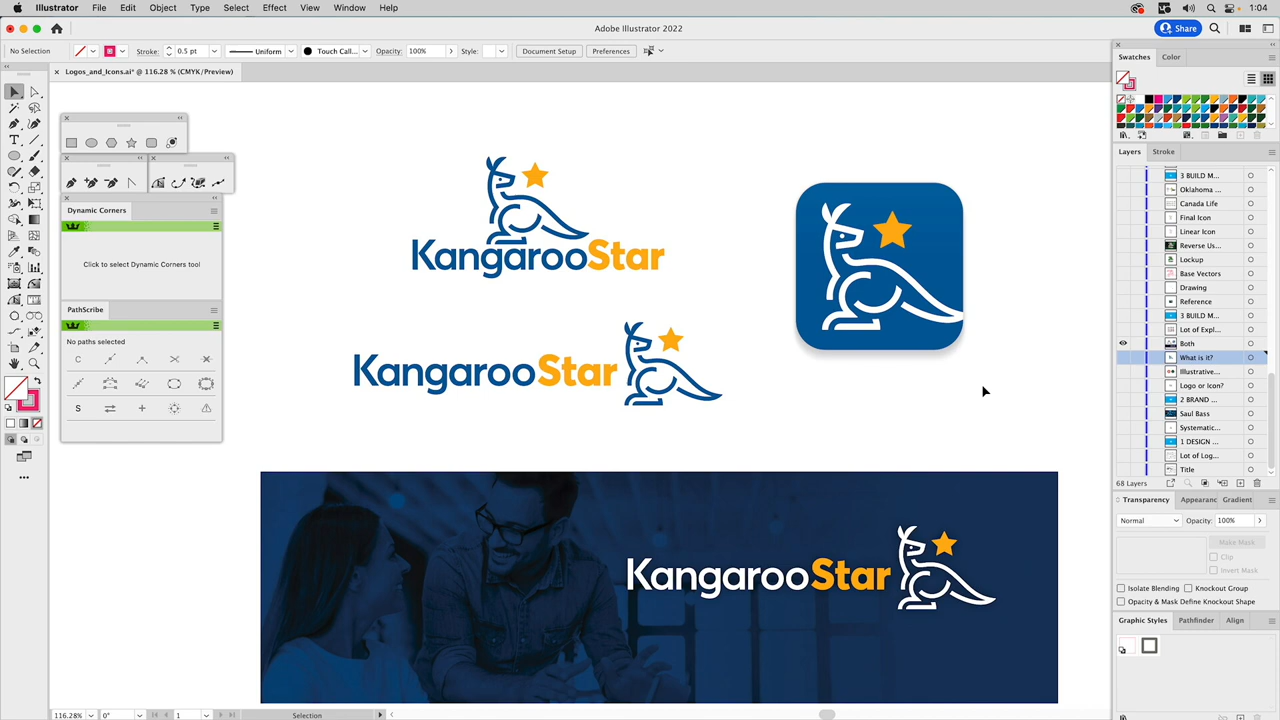 Illustrator File Edit Object Type Select Effect View Window Help 1:04
Adobe Illustrator 2022
Share
No Selection Stroke: 0.5 pt Uniform Touch Call... Opacity: 100% Style: Document Setup Preferences
Logos_and_Icons.ai* @ 116.28 % (CMYK/Preview)
Dynamic Corners
Click to select Dynamic Corners tool
PathScribe
No paths selected
C
S
KangarooStar
KangarooStar
KangarooStar
Swatches Color
Layers Stroke
3 BUILD M...
Oklahoma ...
Canada Life
Final Icon
Linear Icon
Reverse Us...
Lockup
Base Vectors
Drawing
Reference
3 BUILD M...
Lot of Expl...
Both
What is it?
Illustrative...
Logo or Icon?
2 BRAND ...
Saul Bass
Systematic...
1 DESIGN ...
Lot of Log...
Title
68 Layers
Transparency Appearanc Gradient
Normal Opacity: 100%
Make Mask
Clip
Invert Mask
Isolate Blending Knockout Group
Opacity & Mask Define Knockout Shape
Graphic Styles Pathfinder Align
116.28% 0° 1 Selection